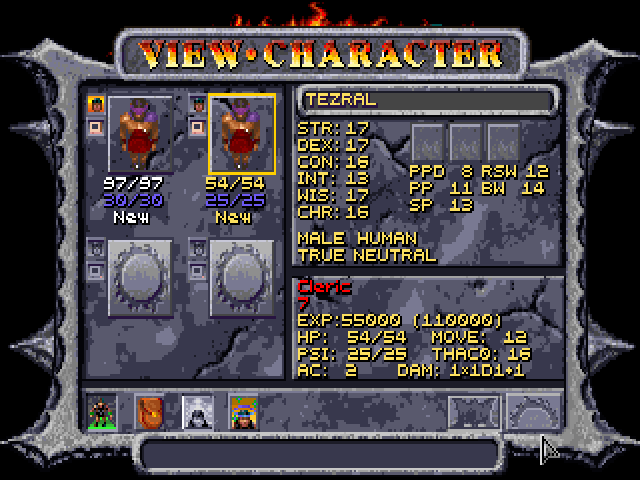 VIEW•CHARACTER
TEZRAL
97/97
30/30
New
54/54
25/25
New
STR: 17
DEX: 17
CON: 16
INT: 13
WIS: 17
CHR: 16
PPD 8 RSW 12
PP 11 BW 14
SP 13
MALE HUMAN
TRUE NEUTRAL
Cleric
7
EXP:55000 (110000)
HP: 54/54 MOVE: 12
PSI: 25/25 THAC0: 16
AC: 2 DAM: 1x1D1+1